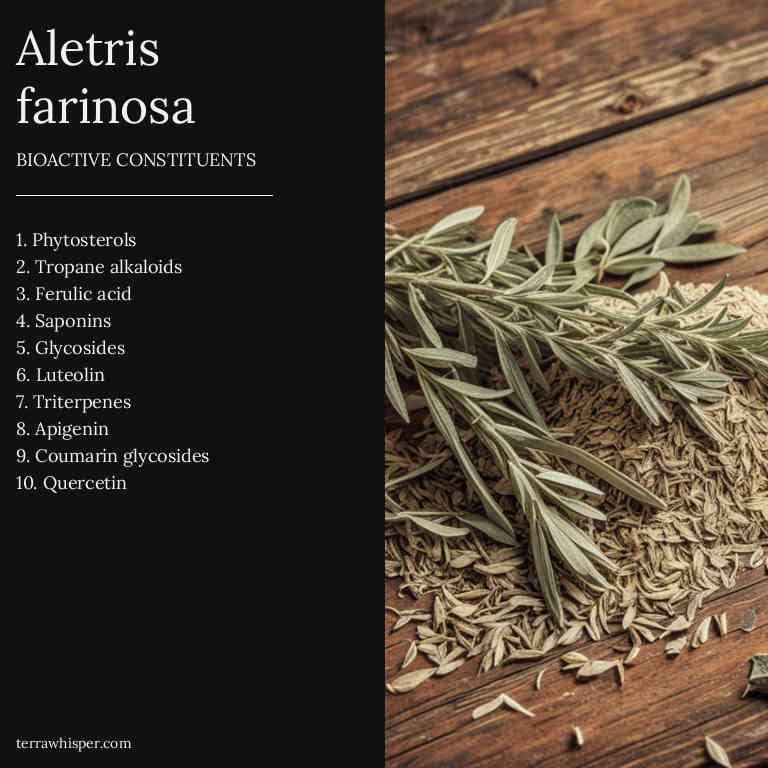 Aletris
farinosa
BIOACTIVE CONSTITUENTS
1. Phytosterols
2. Tropane alkaloids
3. Ferulic acid
4. Saponins
5. Glycosides
6. Luteolin
7. Triterpenes
8. Apigenin
9. Coumarin glycosides
10. Quercetin
terrawhisper.com